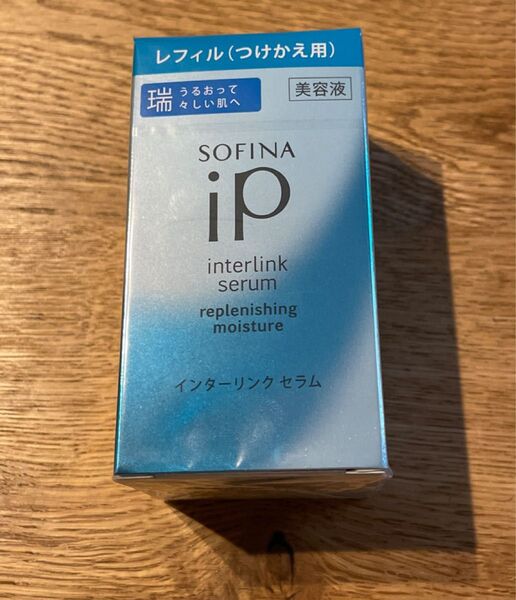 レフィル(つけかえ用)
瑞 うるおって
々しい肌へ
美容液
SOFINA
iP
interlink
serum
replenishing
moisture
インターリンク セラム